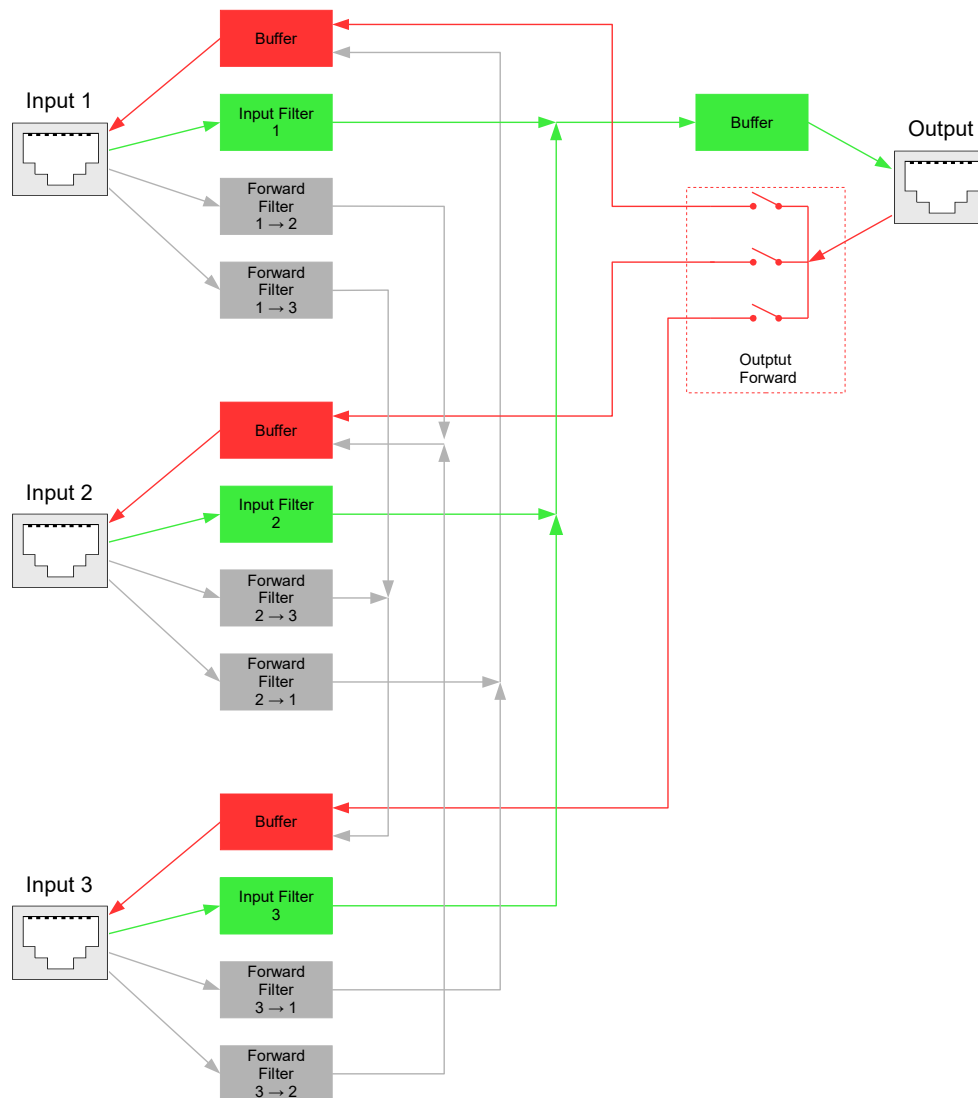 Buffer
Input 1
Input Filter
1
Buffer
Output
Forward
Filter
1 → 2
Forward
Filter
1 → 3
Outptut
Forward
Buffer
Input 2
Input Filter
2
Forward
Filter
2 → 3
Forward
Filter
2 → 1
Buffer
Input 3
Input Filter
3
Forward
Filter
3 → 1
Forward
Filter
3 → 2